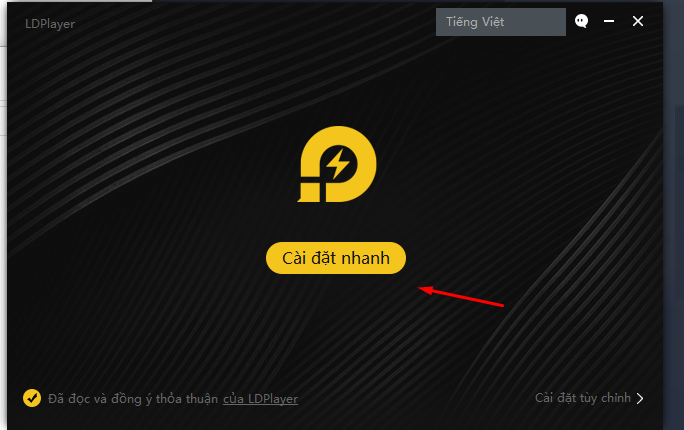 LDPlayer
Tiếng Việt
Cài đặt nhanh
Đã đọc và đồng ý thỏa thuận của LDPlayer
Cài đặt tùy chỉnh